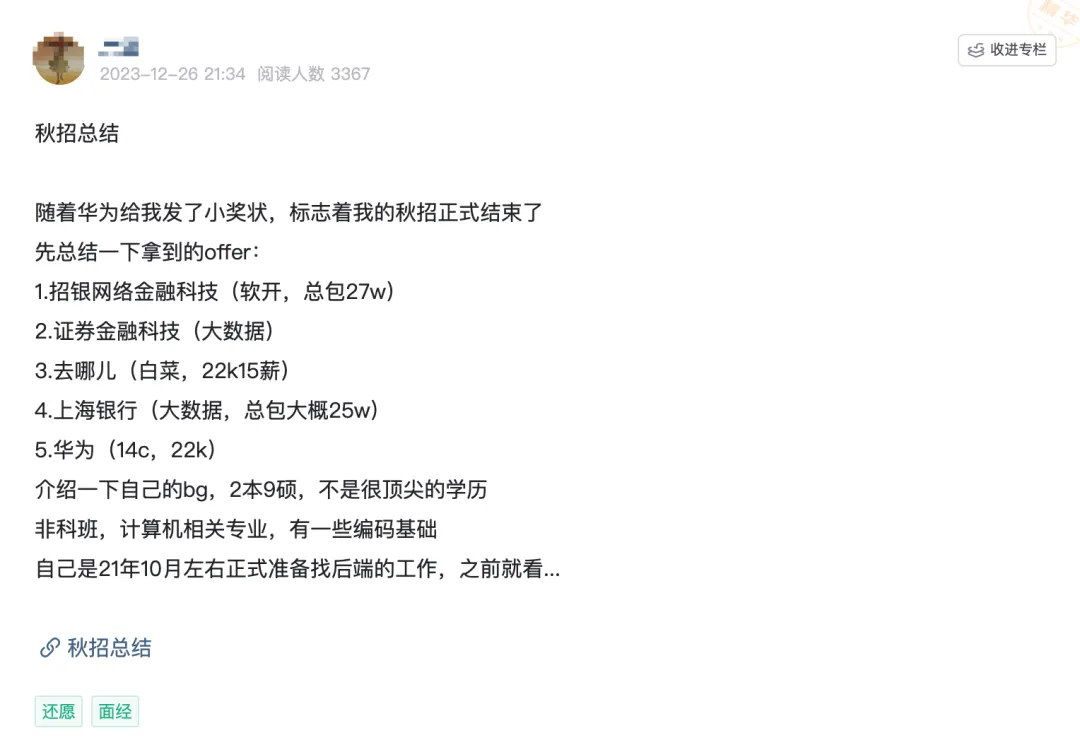 精华
2023-12-26 21:34 阅读人数 3367
收进专栏
秋招总结
随着华为给我发了小奖状，标志着我的秋招正式结束了
先总结一下拿到的offer：
1.招银网络金融科技（软开，总包27w）
2.证券金融科技（大数据）
3.去哪儿（白菜，22k15薪）
4.上海银行（大数据，总包大概25w）
5.华为（14c，22k）
介绍一下自己的bg，2本9硕，不是很顶尖的学历
非科班，计算机相关专业，有一些编码基础
自己是21年10月左右正式准备找后端的工作，之前就看...
秋招总结
还愿 面经